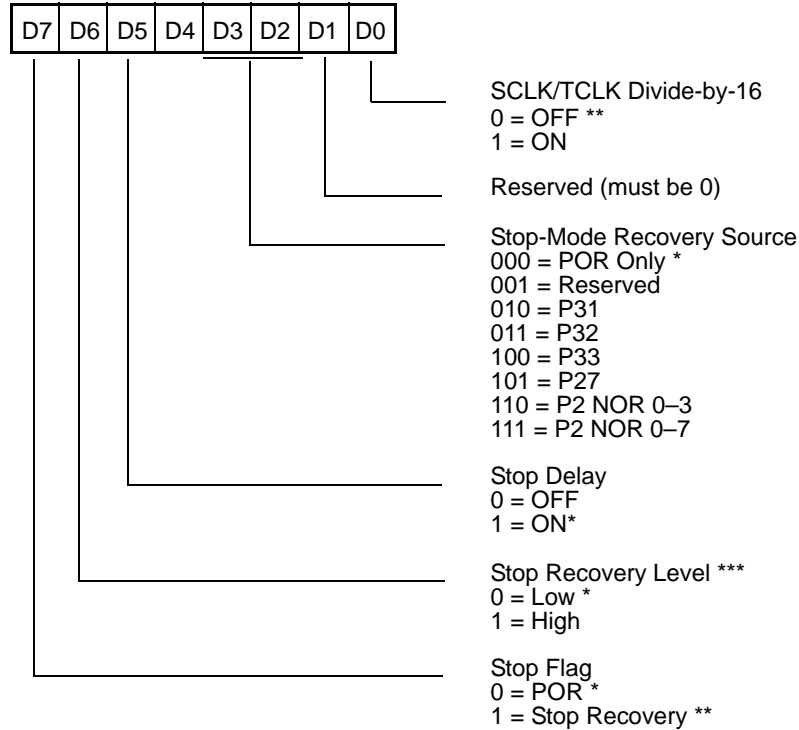 D7 D6 D5 D4 D3 D2 D1 D0
SCLK/TCLK Divide-by-16
0 = OFF **
1 = ON
Reserved (must be 0)
Stop-Mode Recovery Source
000 = POR Only *
001 = Reserved
010 = P31
011 = P32
100 = P33
101 = P27
110 = P2 NOR 0–3
111 = P2 NOR 0–7
Stop Delay
0 = OFF
1 = ON*
Stop Recovery Level ***
0 = Low *
1 = High
Stop Flag
0 = POR *
1 = Stop Recovery **